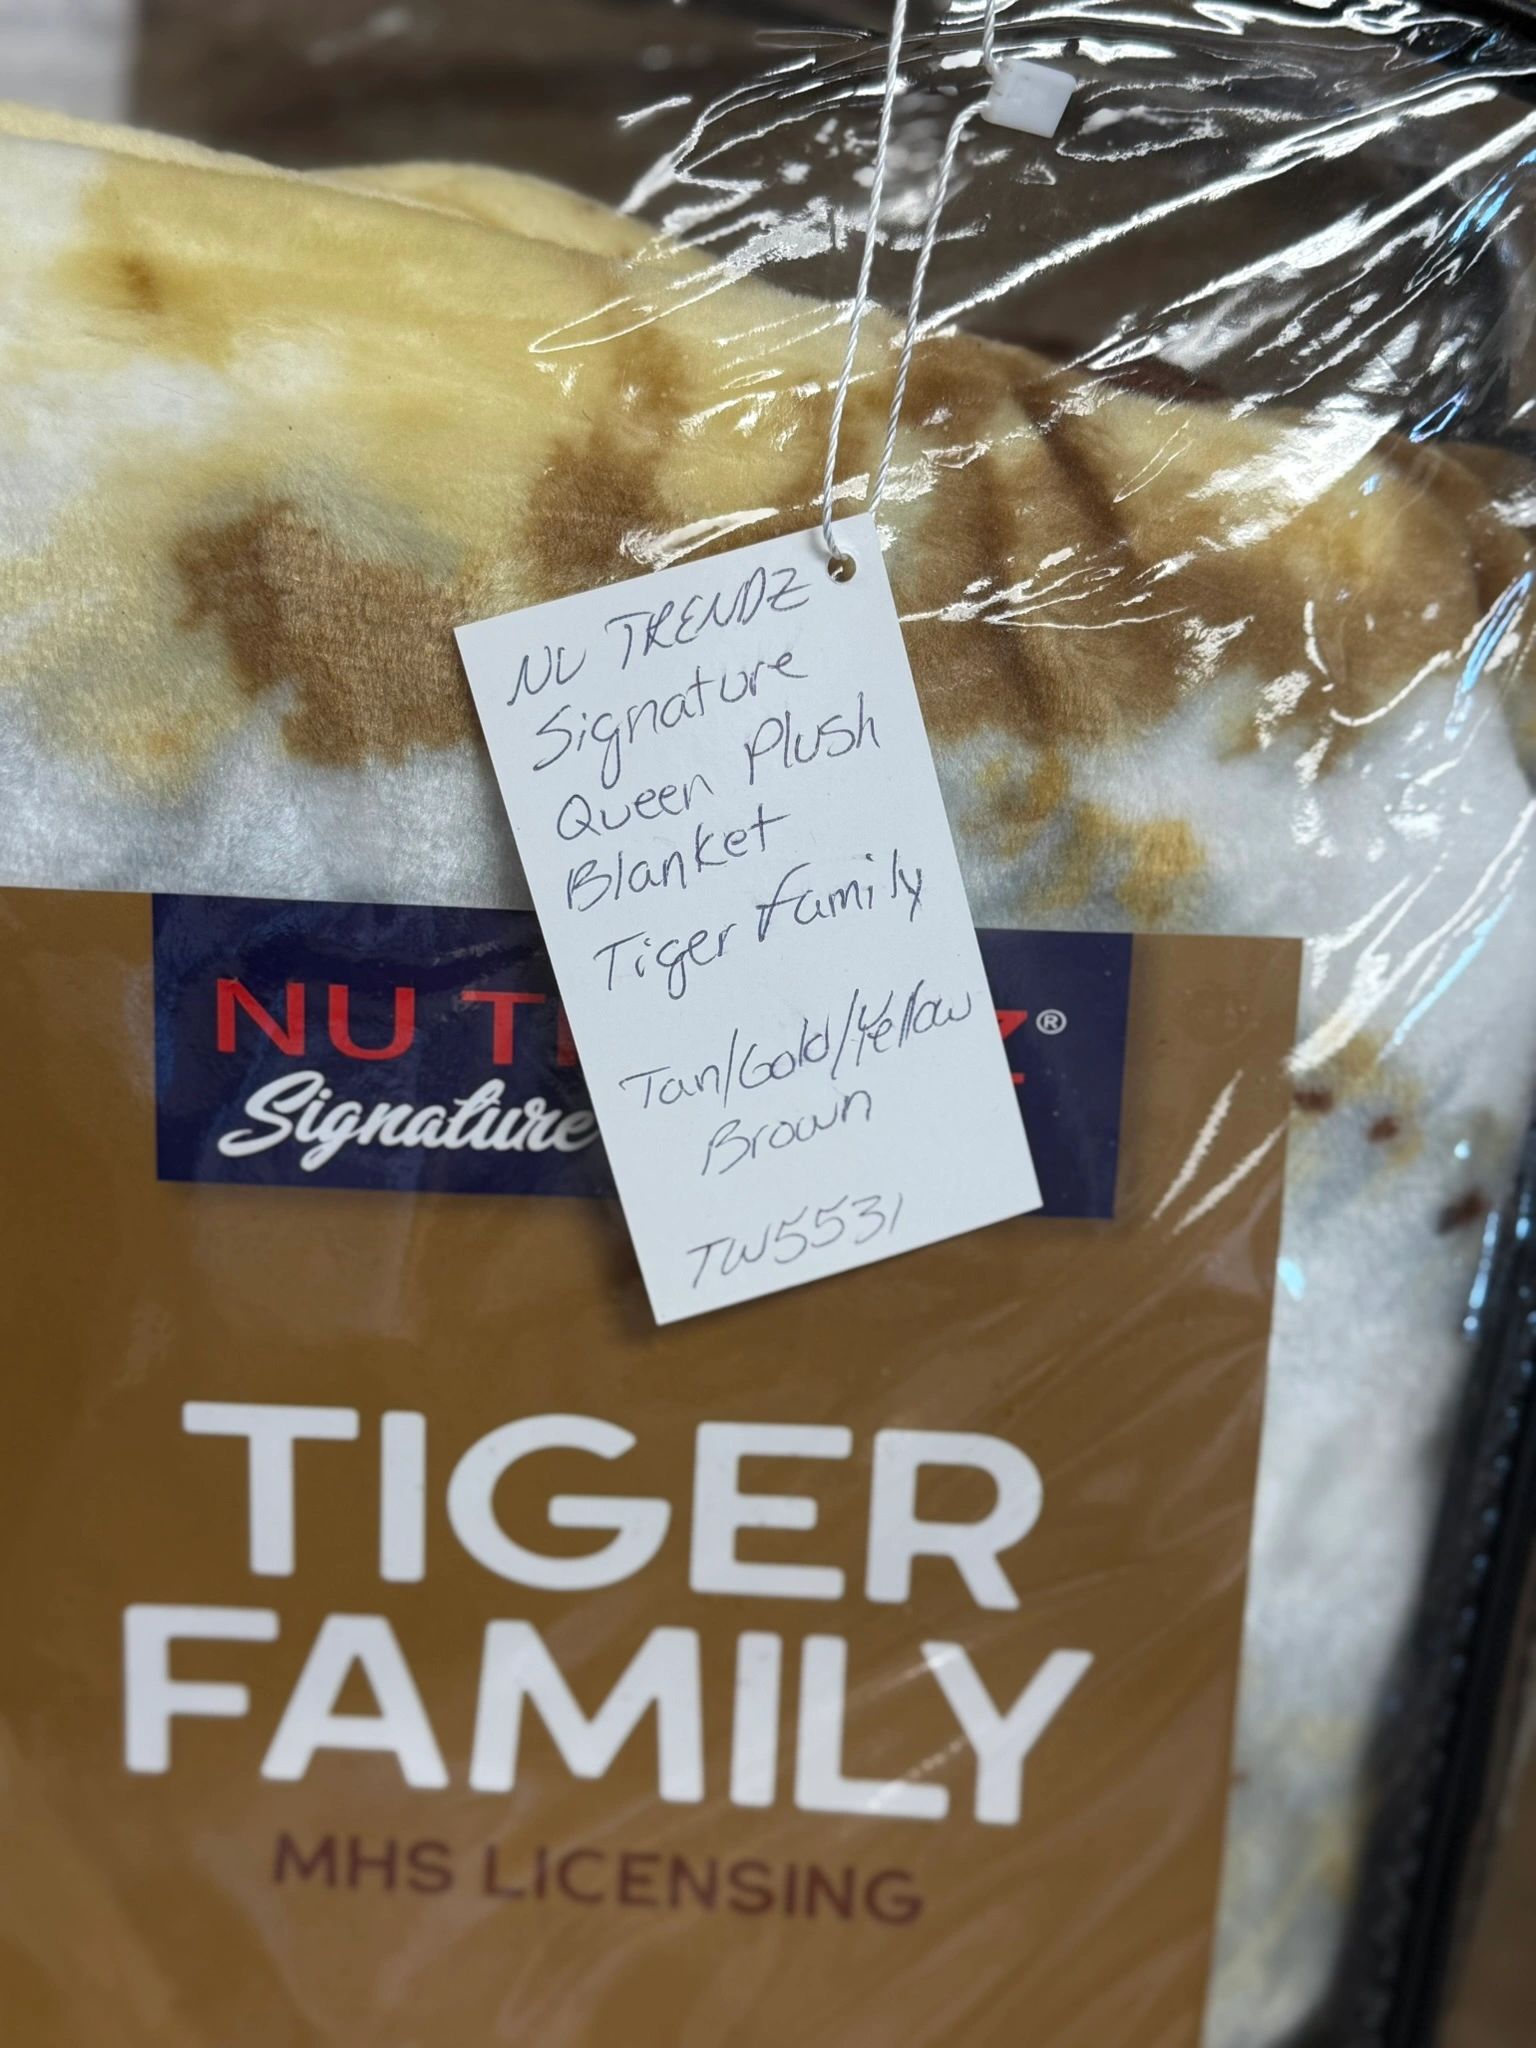 NU TRENDZ
Signature
Queen Plush
Blanket
Tiger Family
Tan/Gold/Yellow
Brown
TW5531
NU T Z®
Signature
TIGER
FAMILY
MHS LICENSING